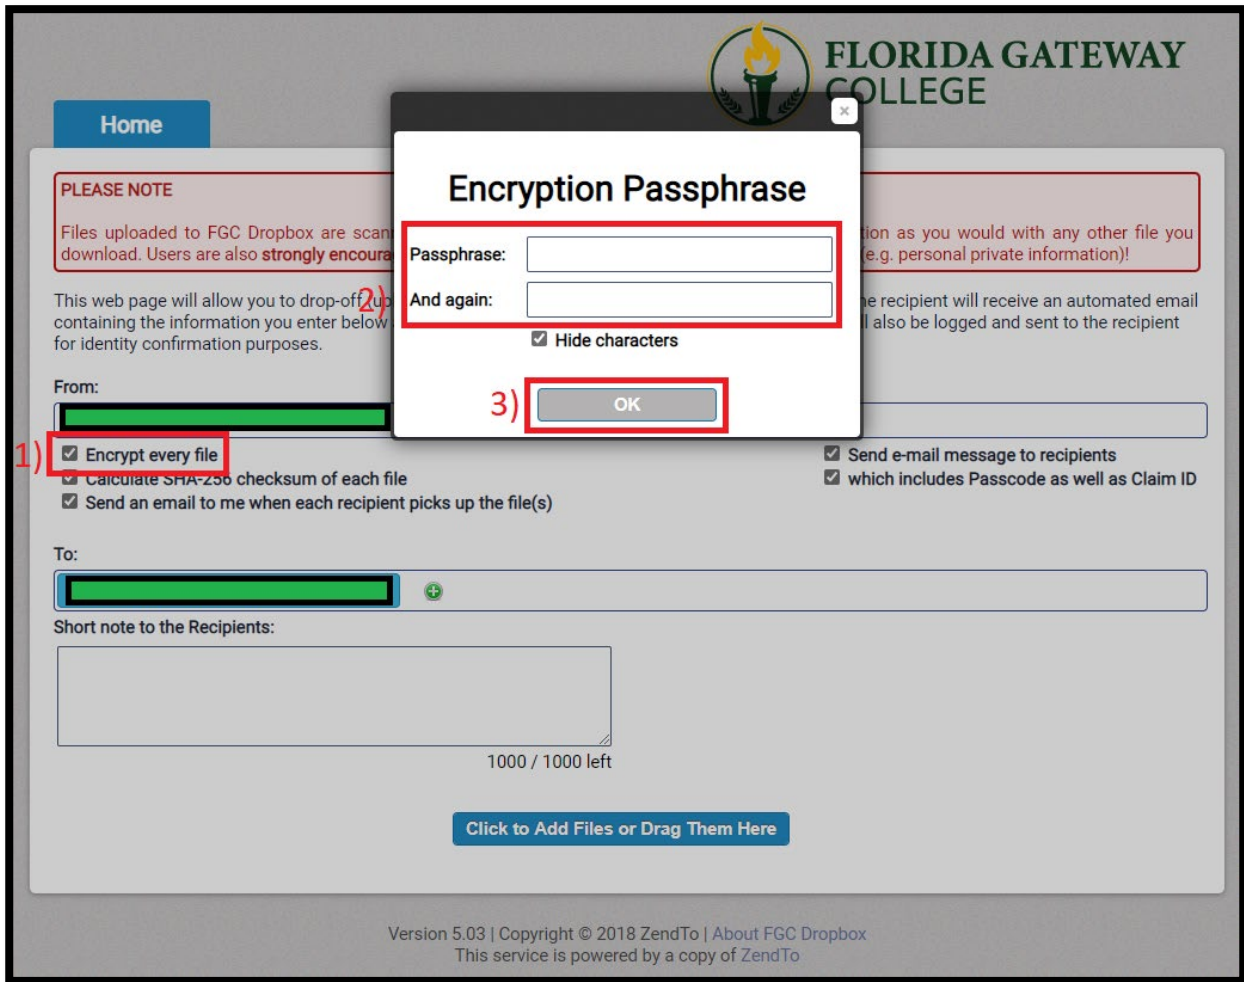 FLORIDA GATEWAY
COLLEGE
Home
×
PLEASE NOTE
Files uploaded to FGC Dropbox are scan
tion as you would with any other file you
download. Users are also strongly encoura
(e.g. personal private information)!
Encryption Passphrase
Passphrase:
2)
And again:
Hide characters
3)
OK
This web page will allow you to drop-off (up
e recipient will receive an automated email
containing the information you enter below
l also be logged and sent to the recipient
for identity confirmation purposes.
From:
1)
Encrypt every file
Calculate SHA-256 checksum of each file
Send an email to me when each recipient picks up the file(s)
Send e-mail message to recipients
which includes Passcode as well as Claim ID
To:
Short note to the Recipients:
1000 / 1000 left
Click to Add Files or Drag Them Here
Version 5.03 | Copyright © 2018 ZendTo | About FGC Dropbox
This service is powered by a copy of ZendTo